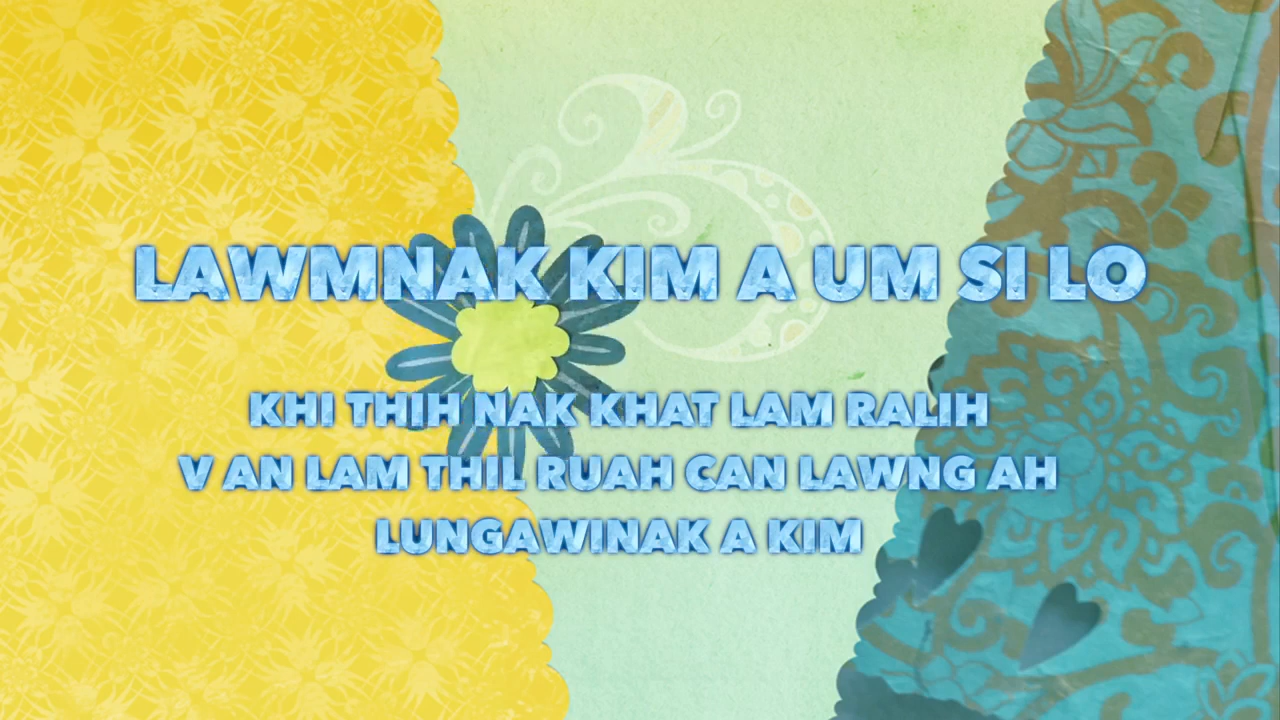 LAWMNAK KIM A UM SI LO
KHI THIH NAK KHAT LAM RALIH
V AN LAM THIL RUAH CAN LAWNG AH
LUNGAWINAK A KIM